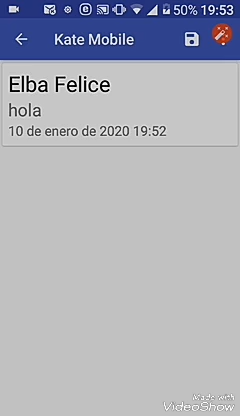 50% 19:53
Kate Mobile
Elba Felice
hola
10 de enero de 2020 19:52
Made with
VideoShow